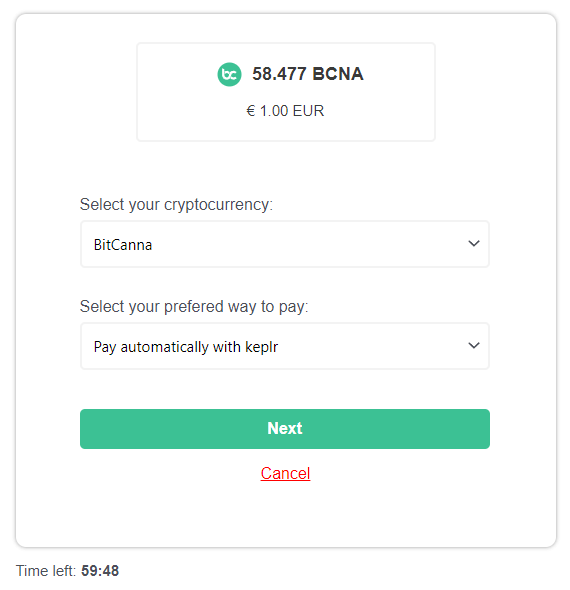 bc 58.477 BCNA
€ 1.00 EUR
Select your cryptocurrency:
BitCanna
Select your prefered way to pay:
Pay automatically with keplr
Next
Cancel
Time left: 59:48